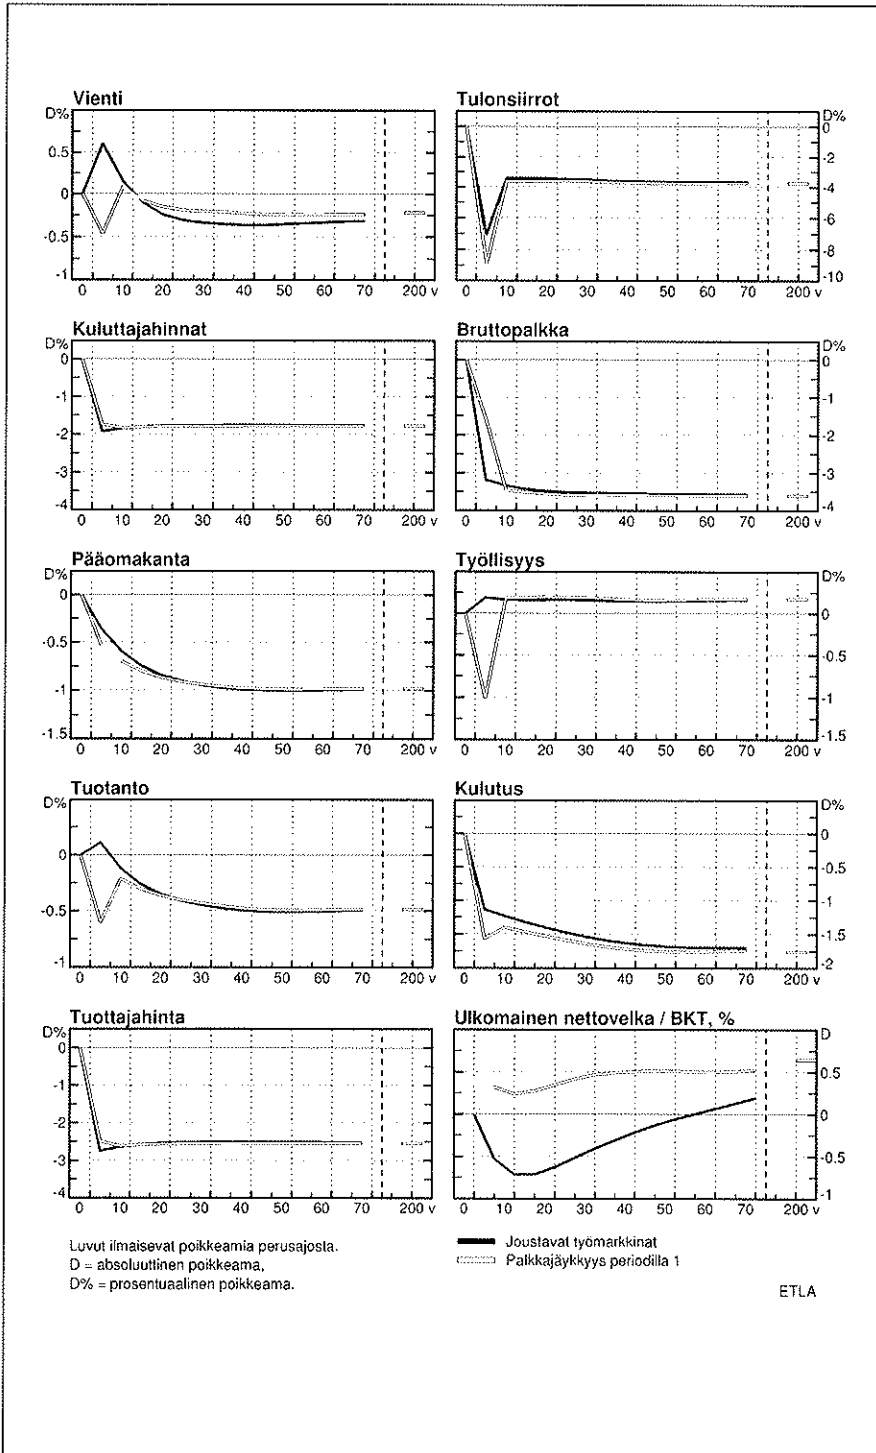 Vienti
D%
0.5
0
-0.5
-1
0 10 20 30 40 50 60 70 200 v
Tulonsiirrot
D%
0
-2
-4
-6
-8
-10
0 10 20 30 40 50 60 70 200 v
Kuluttajahinnat
D%
0
-1
-2
-3
-4
0 10 20 30 40 50 60 70 200 v
Bruttopalkka
D%
0
-1
-2
-3
-4
0 10 20 30 40 50 60 70 200 v
Pääomakanta
D%
0
-0.5
-1
-1.5
0 10 20 30 40 50 60 70 200 v
Työllisyys
D%
0
-0.5
-1
-1.5
0 10 20 30 40 50 60 70 200 v
Tuotanto
D%
0
-0.5
-1
0 10 20 30 40 50 60 70 200 v
Kulutus
D%
0
-0.5
-1
-1.5
-2
0 10 20 30 40 50 60 70 200 v
Tuottajahinta
D%
0
-1
-2
-3
-4
0 10 20 30 40 50 60 70 200 v
Ulkomainen nettovelka / BKT, %
D
0.5
0
-0.5
-1
0 10 20 30 40 50 60 70 200 v
Luvut ilmaisevat poikkeamia perusajosta.
D = absoluuttinen poikkeama,
D% = prosentuaalinen poikkeama.
Joustavat työmarkkinat
Palkkajäykkyys periodilla 1
ETLA